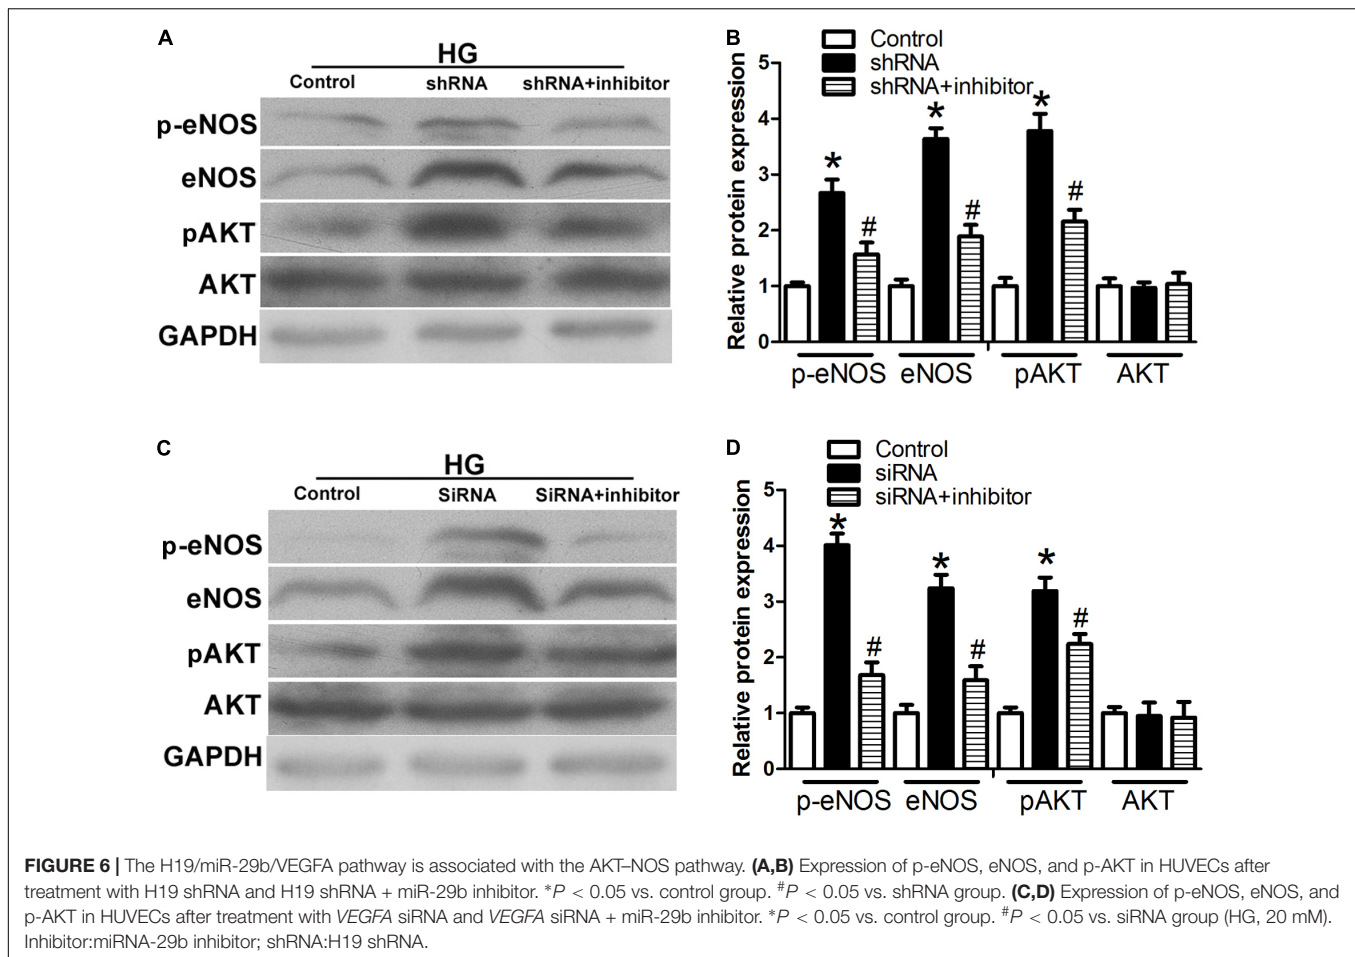 A
HG
Control shRNA shRNA+inhibitor
p-eNOS
eNOS
pAKT
AKT
GAPDH
B
Control
shRNA
shRNA+inhibitor
Relative protein expression
5
4
3
2
1
0
* # * # * #
p-eNOS eNOS pAKT AKT
C
HG
Control SiRNA SiRNA+inhibitor
p-eNOS
eNOS
pAKT
AKT
GAPDH
D
Control
siRNA
siRNA+inhibitor
Relative protein expression
5
4
3
2
1
0
* # * # * #
p-eNOS eNOS pAKT AKT
FIGURE 6 | The H19/miR-29b/VEGFA pathway is associated with the AKT–NOS pathway. (A,B) Expression of p-eNOS, eNOS, and p-AKT in HUVECs after
treatment with H19 shRNA and H19 shRNA + miR-29b inhibitor. *P < 0.05 vs. control group. #P < 0.05 vs. shRNA group. (C,D) Expression of p-eNOS, eNOS, and
p-AKT in HUVECs after treatment with VEGFA siRNA and VEGFA siRNA + miR-29b inhibitor. *P < 0.05 vs. control group. #P < 0.05 vs. siRNA group (HG, 20 mM).
Inhibitor:miRNA-29b inhibitor; shRNA:H19 shRNA.